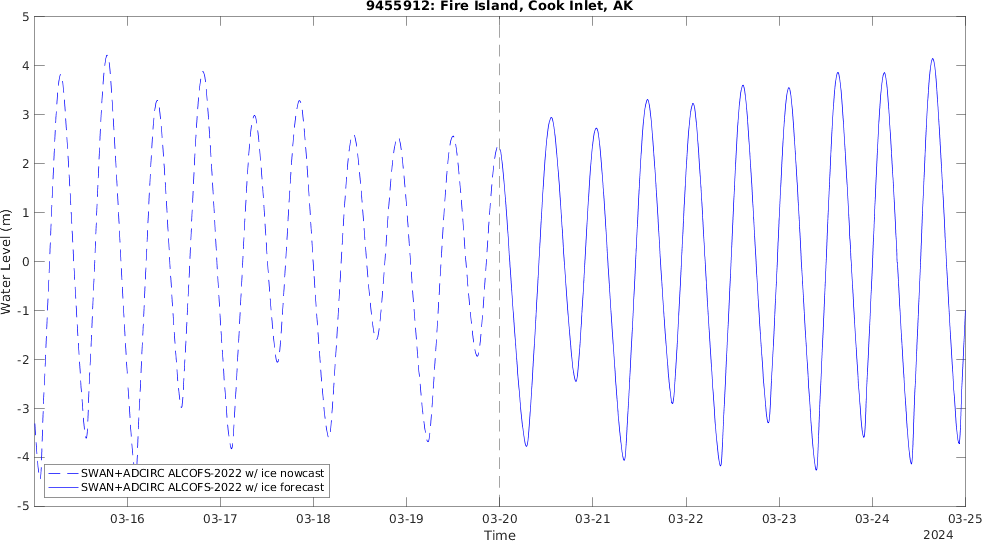 9455912: Fire Island, Cook Inlet, AK
5
4
3
2
1
0
-1
-2
-3
-4
-5
Water Level (m)
SWAN+ADCIRC ALCOFS-2022 w/ ice nowcast
SWAN+ADCIRC ALCOFS-2022 w/ ice forecast
03-16 03-17 03-18 03-19 03-20 03-21 03-22 03-23 03-24 03-25
Time
2024